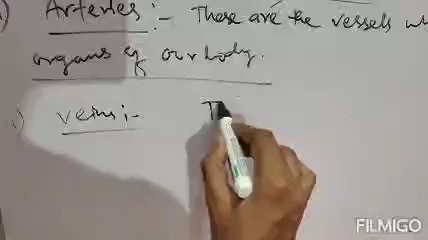 ) Arteries :- These are the vessels wh
organs of our body.
) Veins :- T
FILMIGO